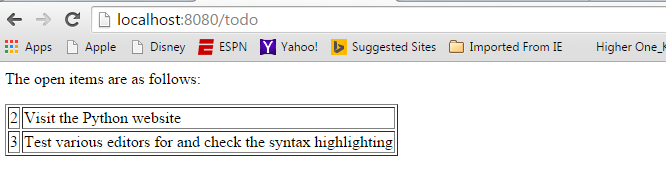 localhost:8080/todo
Apps Apple Disney ESPN Yahoo! Suggested Sites Imported From IE Higher One_K
The open items are as follows:
2 Visit the Python website
3 Test various editors for and check the syntax highlighting